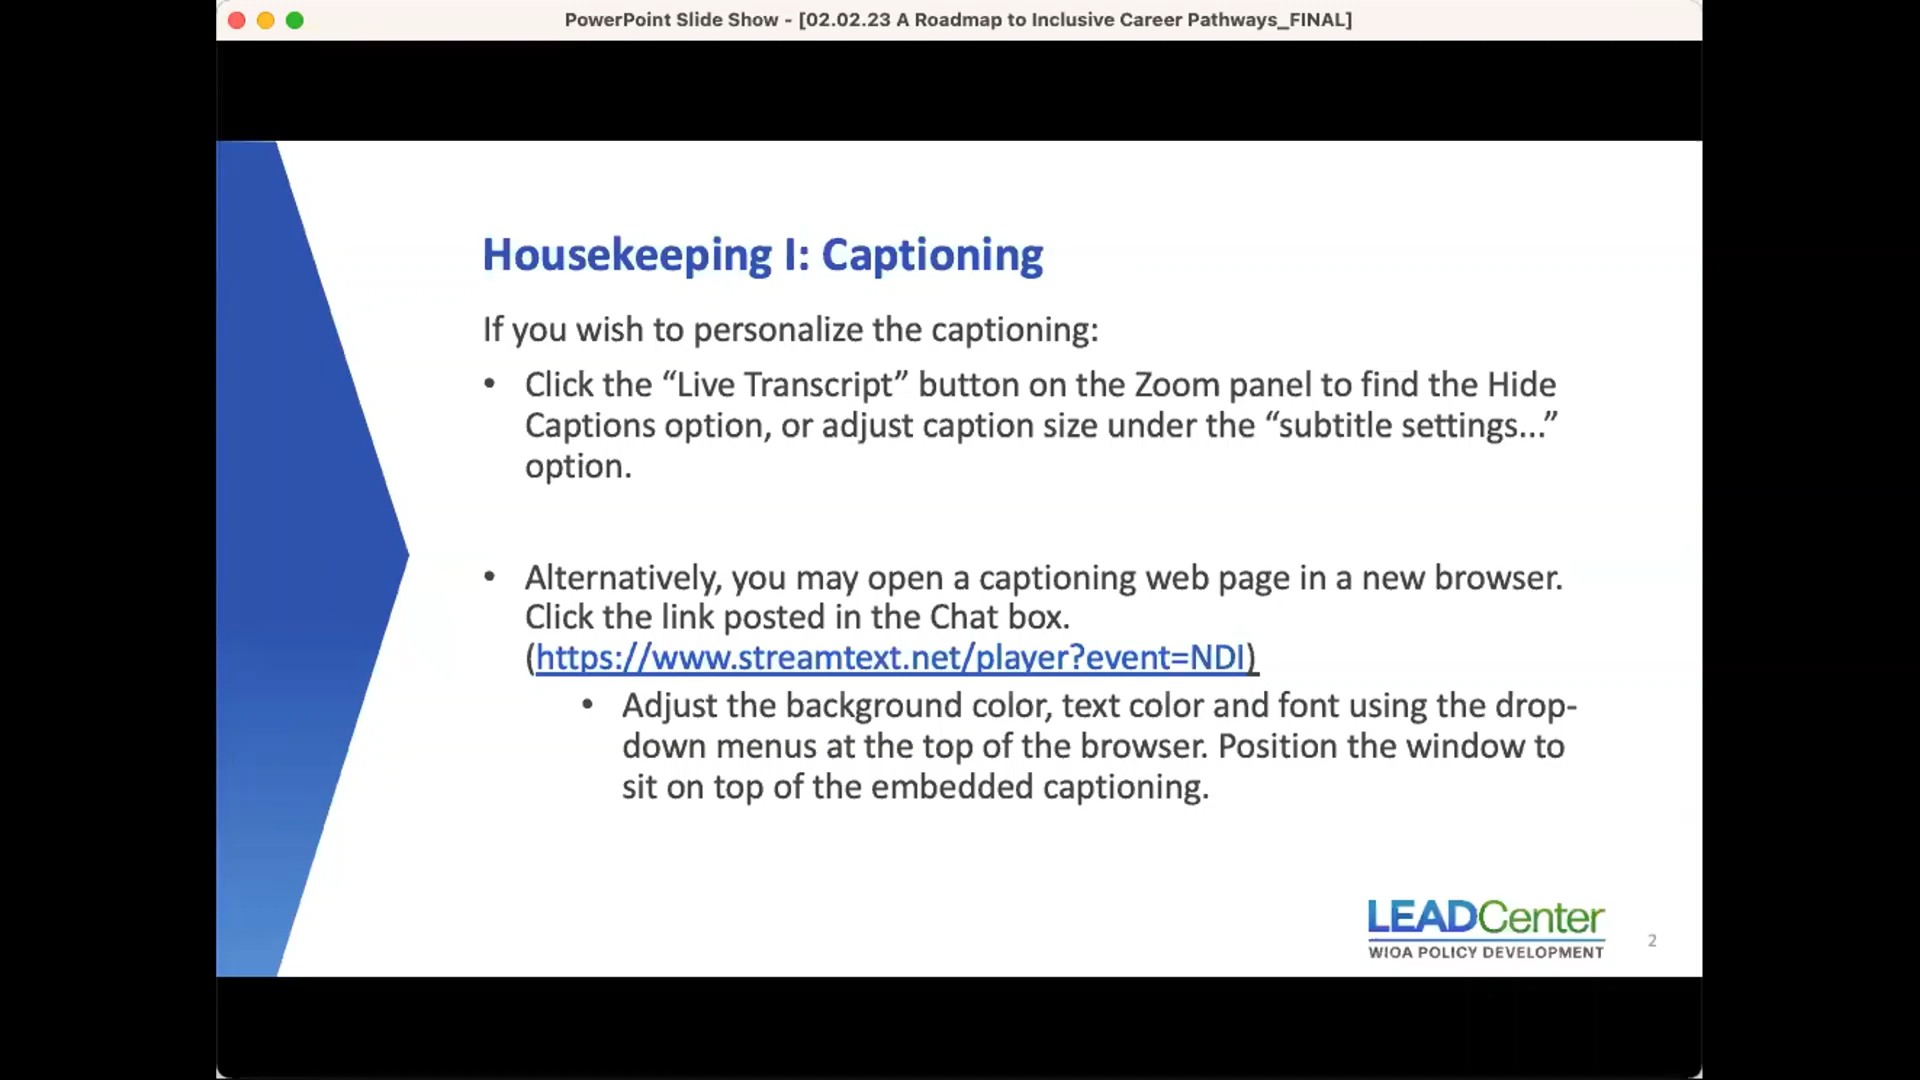 PowerPoint Slide Show - [02.02.23 A Roadmap to Inclusive Career Pathways_FINAL]
Housekeeping I: Captioning
If you wish to personalize the captioning:
• Click the “Live Transcript” button on the Zoom panel to find the Hide
Captions option, or adjust caption size under the “subtitle settings...”
option.
• Alternatively, you may open a captioning web page in a new browser.
Click the link posted in the Chat box.
(https://www.streamtext.net/player?event=NDI)
• Adjust the background color, text color and font using the drop-
down menus at the top of the browser. Position the window to
sit on top of the embedded captioning.
LEADCenter
WIOA POLICY DEVELOPMENT
2